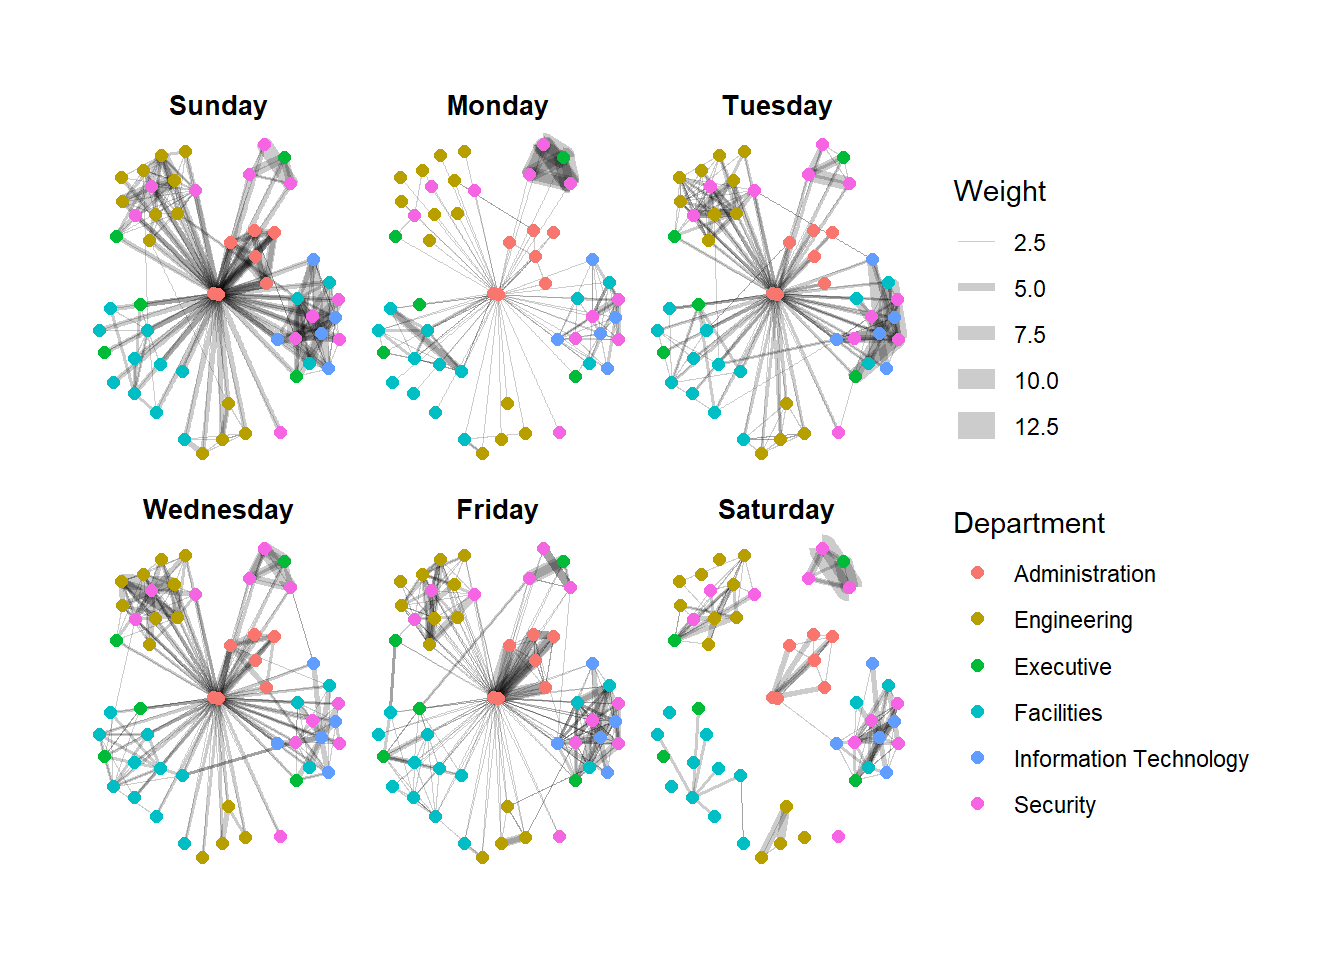 Sunday
Monday
Tuesday
Wednesday
Friday
Saturday
Weight
2.5
5.0
7.5
10.0
12.5
Department
Administration
Engineering
Executive
Facilities
Information Technology
Security